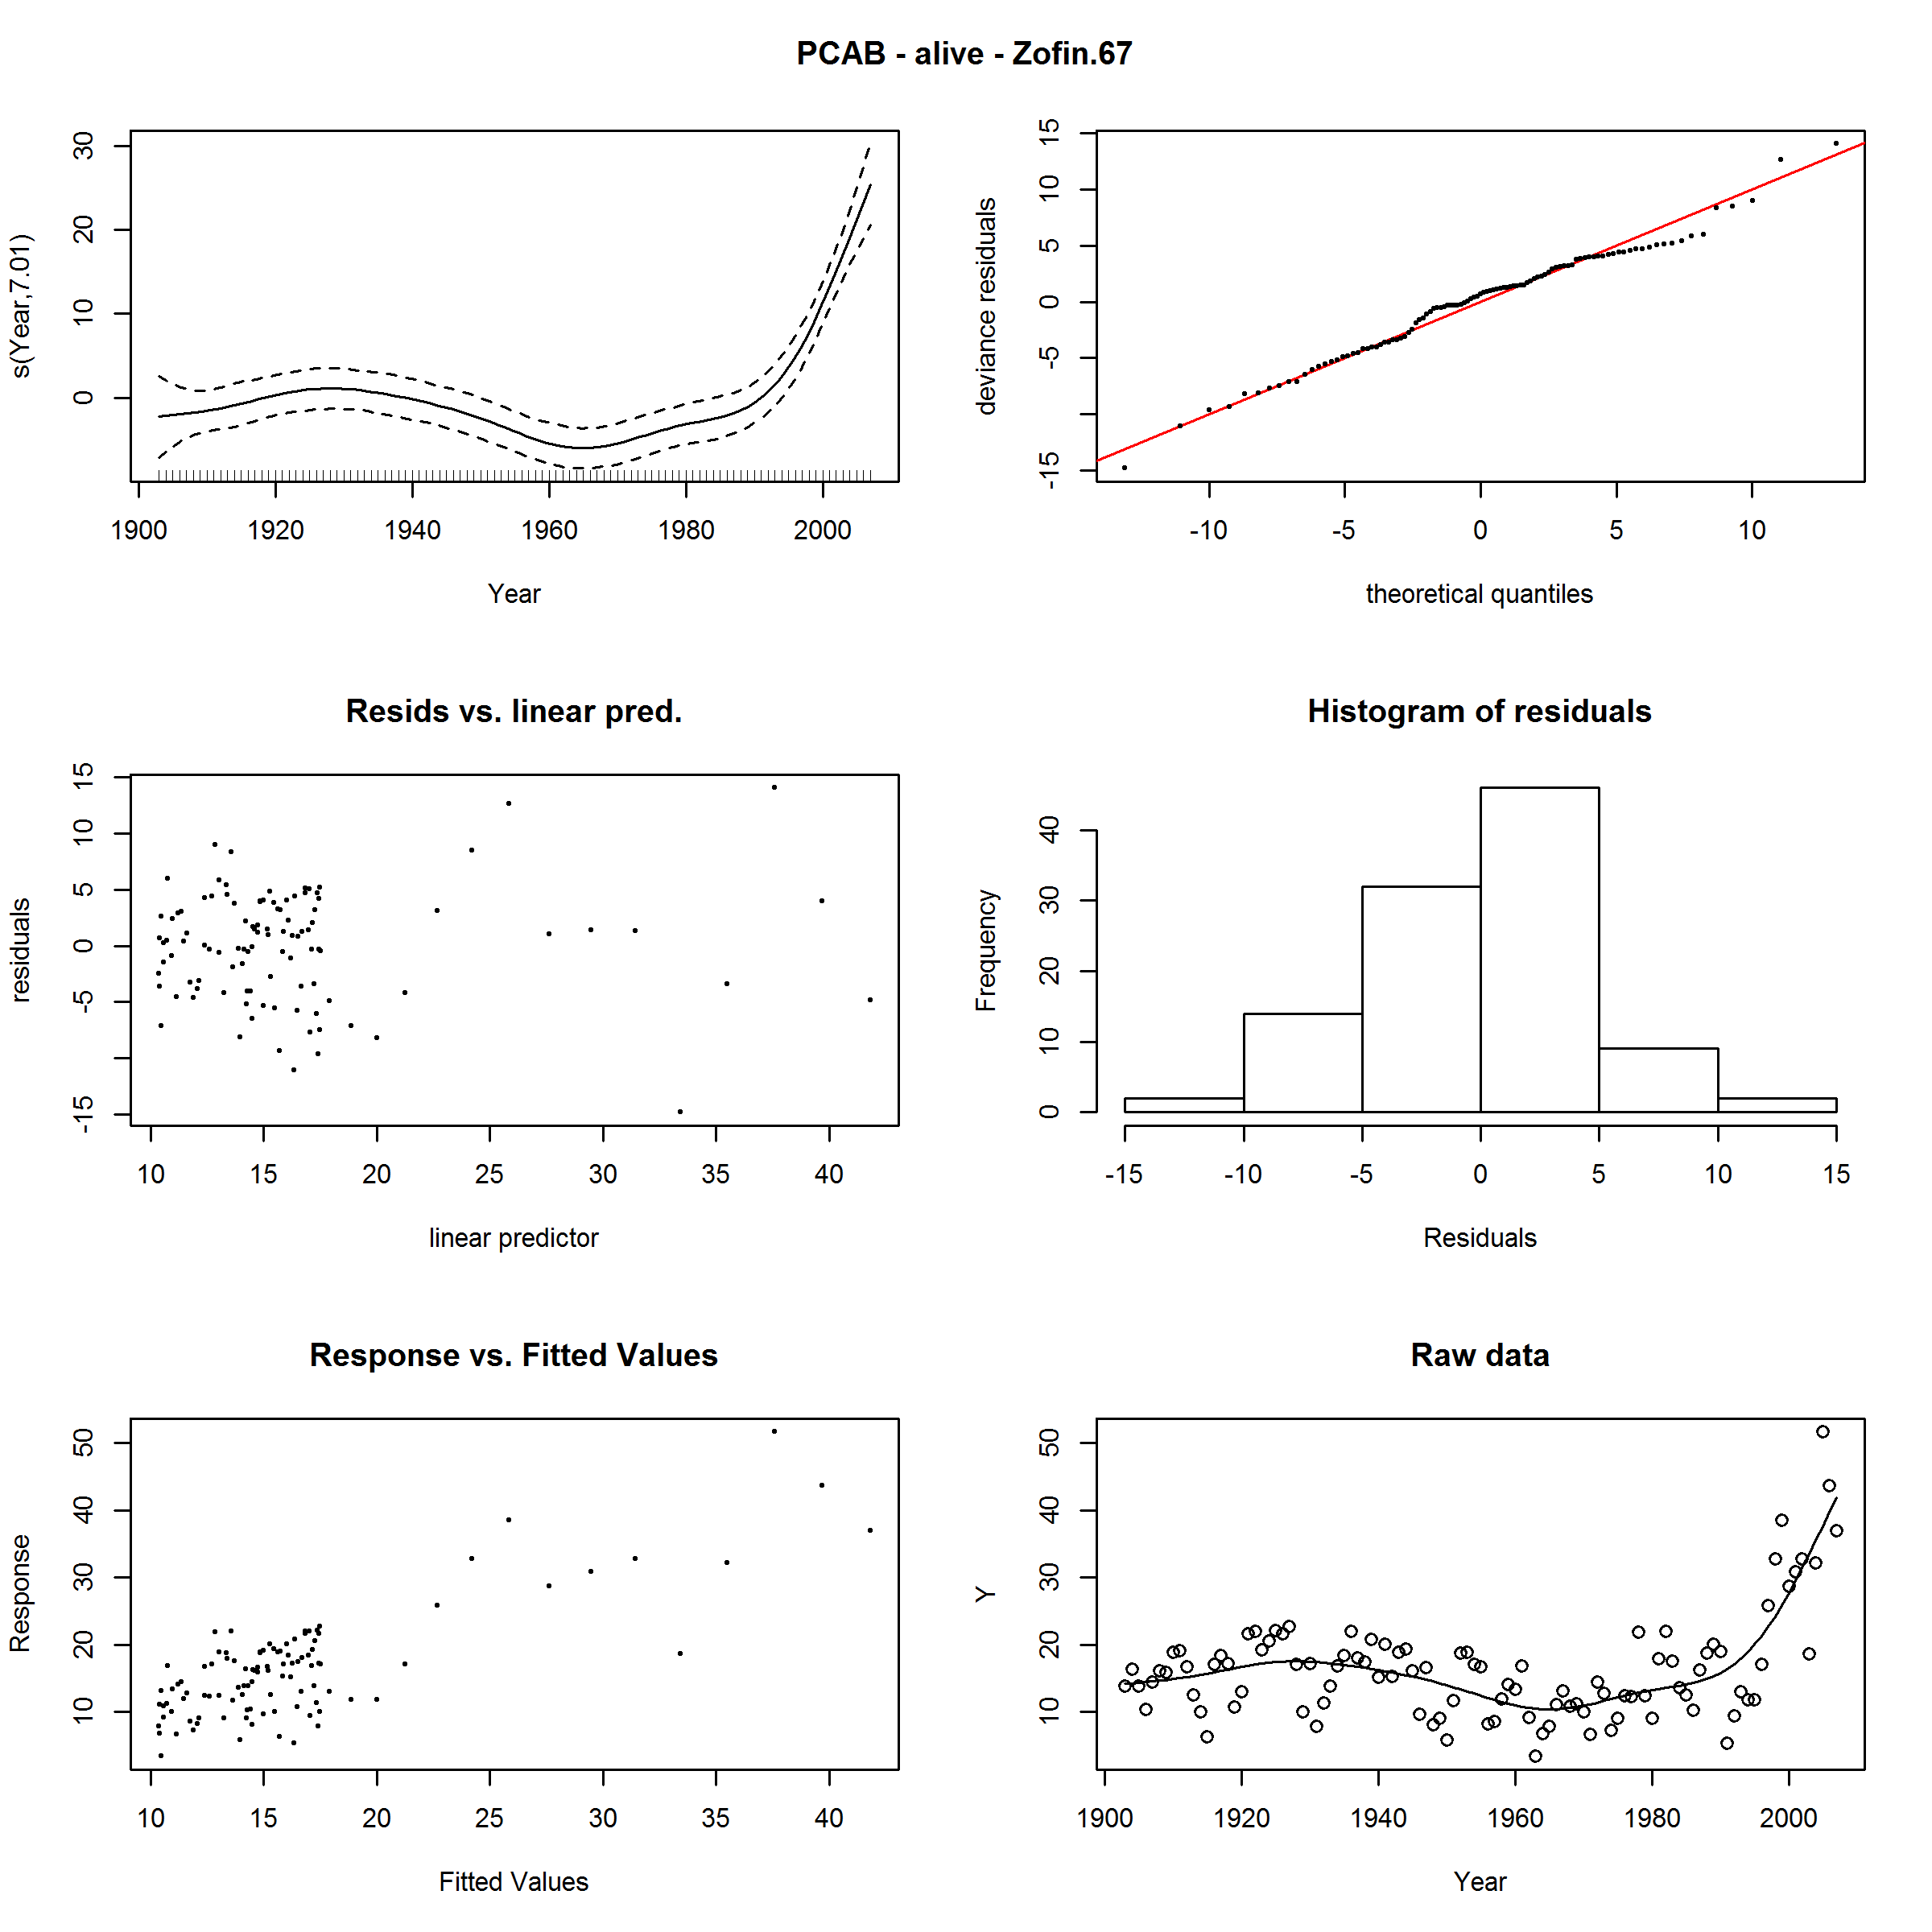 PCAB - alive - Zofin.67
s(Year,7.01)
30
20
10
0
1900 1920 1940 1960 1980 2000
Year
deviance residuals
15
10
5
0
-5
-15
-10 -5 0 5 10
theoretical quantiles
Resids vs. linear pred.
residuals
15
10
5
0
-5
-15
10 15 20 25 30 35 40
linear predictor
Histogram of residuals
Frequency
40
30
20
10
0
-15 -10 -5 0 5 10 15
Residuals
Response vs. Fitted Values
Response
50
40
30
20
10
10 15 20 25 30 35 40
Fitted Values
Raw data
Y
50
40
30
20
10
1900 1920 1940 1960 1980 2000
Year